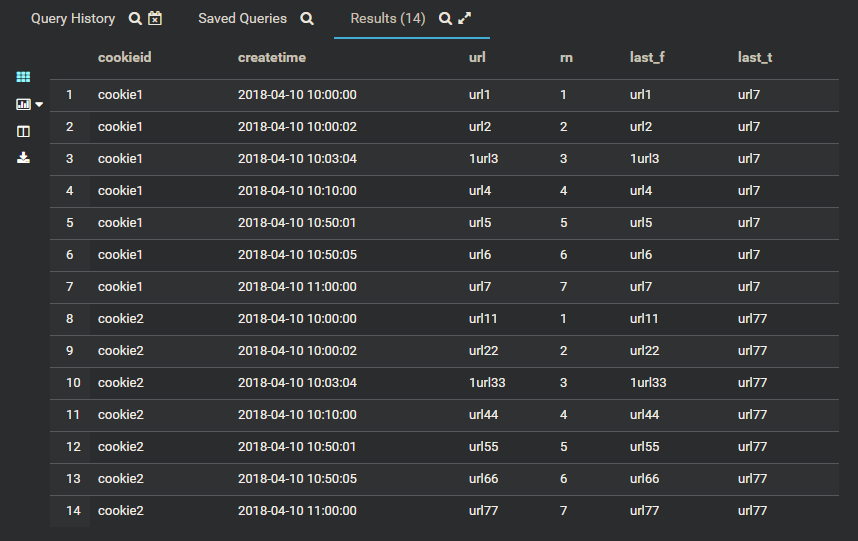 Query History Saved Queries Results (14)
cookieid createtime url rn last_f last_t
1 cookie1 2018-04-10 10:00:00 url1 1 url1 url7
2 cookie1 2018-04-10 10:00:02 url2 2 url2 url7
3 cookie1 2018-04-10 10:03:04 1url3 3 1url3 url7
4 cookie1 2018-04-10 10:10:00 url4 4 url4 url7
5 cookie1 2018-04-10 10:50:01 url5 5 url5 url7
6 cookie1 2018-04-10 10:50:05 url6 6 url6 url7
7 cookie1 2018-04-10 11:00:00 url7 7 url7 url7
8 cookie2 2018-04-10 10:00:00 url11 1 url11 url77
9 cookie2 2018-04-10 10:00:02 url22 2 url22 url77
10 cookie2 2018-04-10 10:03:04 1url33 3 1url33 url77
11 cookie2 2018-04-10 10:10:00 url44 4 url44 url77
12 cookie2 2018-04-10 10:50:01 url55 5 url55 url77
13 cookie2 2018-04-10 10:50:05 url66 6 url66 url77
14 cookie2 2018-04-10 11:00:00 url77 7 url77 url77